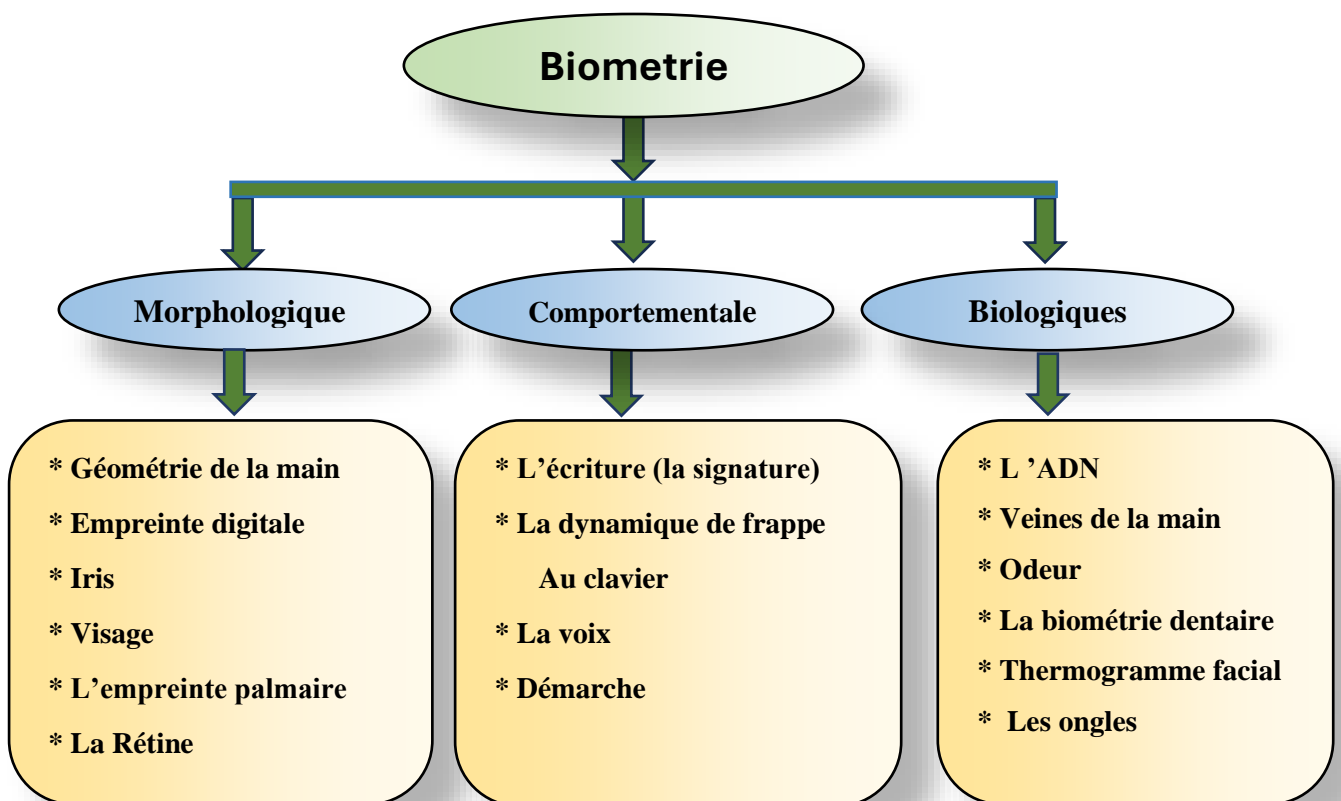 Biometrie
Morphologique
Comportementale
Biologiques
* Géométrie de la main
* Empreinte digitale
* Iris
* Visage
* L’empreinte palmaire
* La Rétine
* L’écriture (la signature)
* La dynamique de frappe
Au clavier
* La voix
* Démarche
* L ’ADN
* Veines de la main
* Odeur
* La biométrie dentaire
* Thermogramme facial
* Les ongles